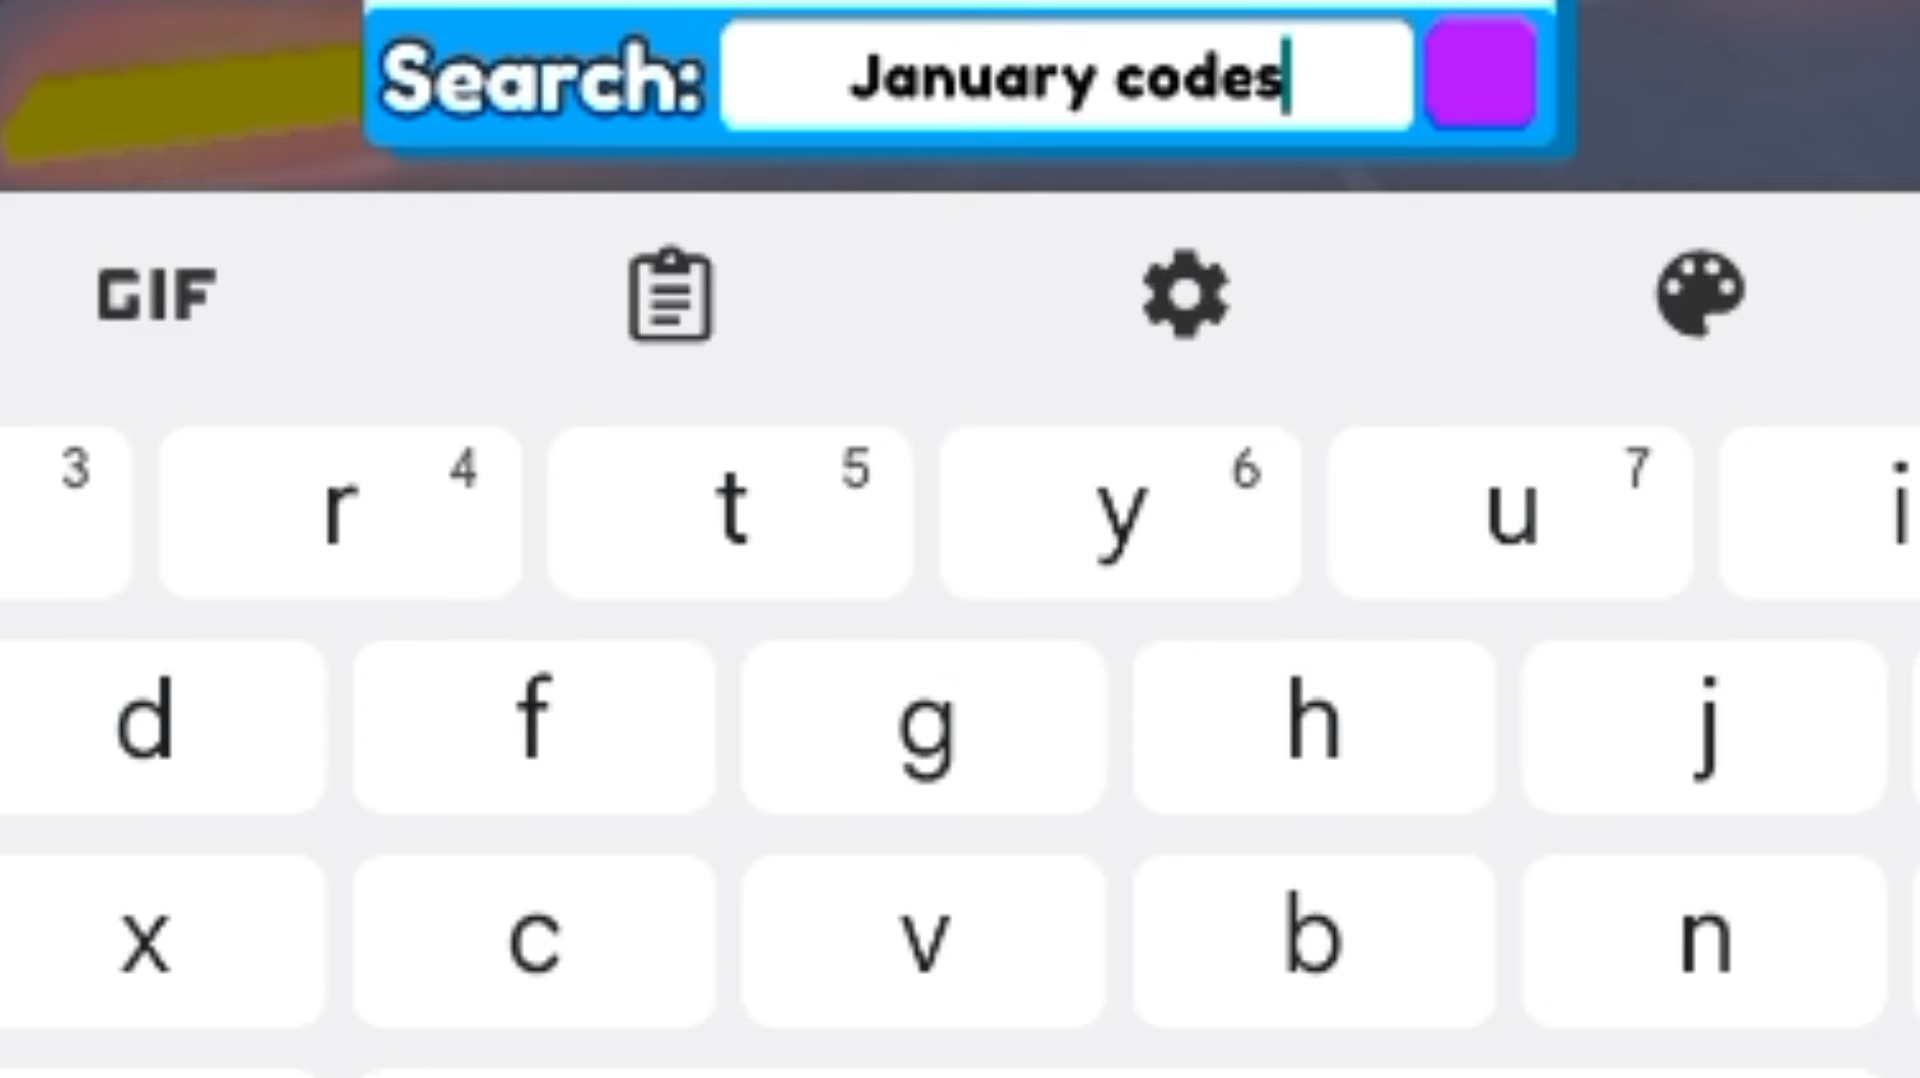 Search: January codes
GIF
3 r 4 t 5 y 6 u 7 i
d f g h j
x c v b n